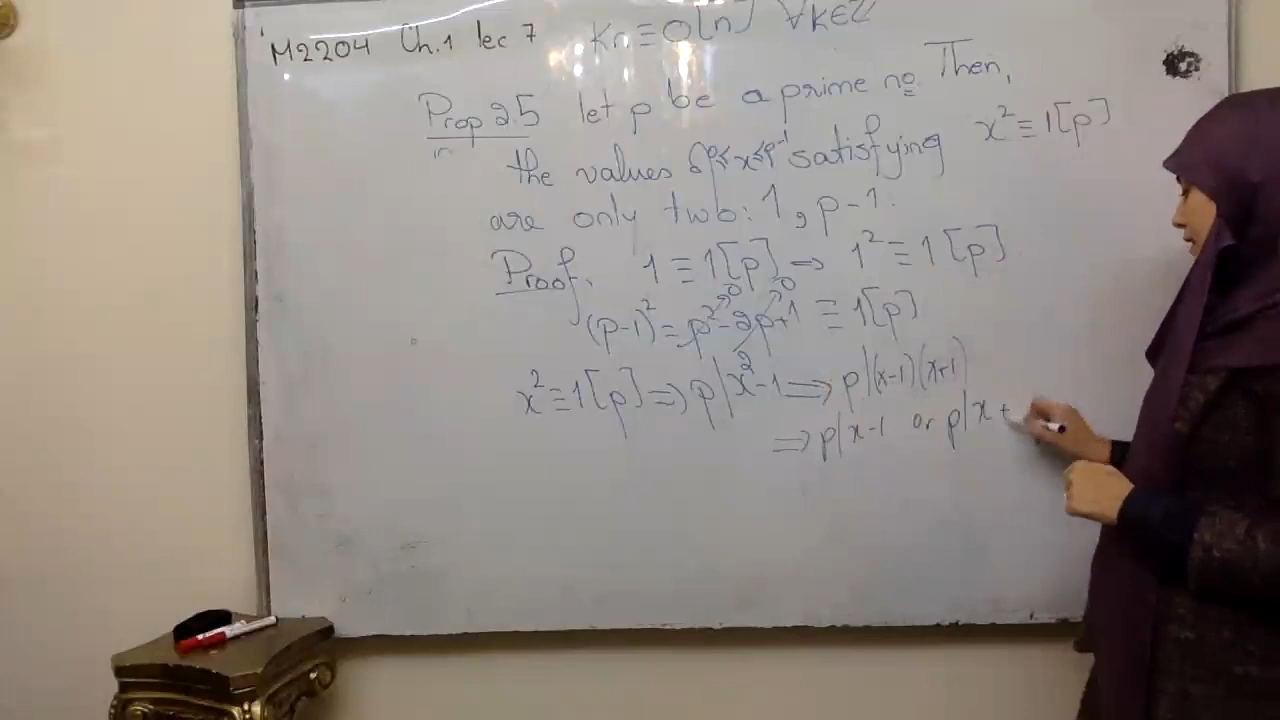 M2204 Ch.1 lec 7 Kn ≡ 0[n] ∀k∈ℤ
Prop 2.5 let p be a prime no Then,
the values of 0≤x≤p-1 satisfying x² ≡ 1[p]
are only two: 1, p-1.
Proof. 1 ≡ 1[p] ⇒ 1² ≡ 1[p]
(p-1)² = p² - 2p + 1 ≡ 1[p]
x² ≡ 1[p] ⇒ p|x²-1 ⇒ p|(x-1)(x+1)
⇒ p|x-1 or p|x+